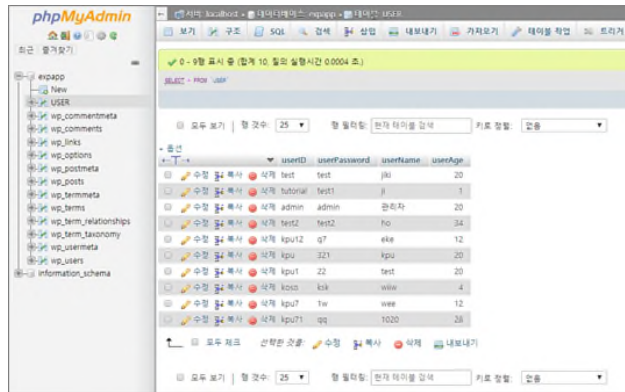 phpMyAdmin
최근 즐겨찾기
expapp
New
USER
wp_commentmeta
wp_comments
wp_links
wp_options
wp_postmeta
wp_posts
wp_termmeta
wp_terms
wp_term_relationships
wp_term_taxonomy
wp_usermeta
wp_users
information_schema
서버: localhost » 데이터베이스: expapp » 테이블: USER
보기 구조 SQL 검색 삽입 내보내기 가져오기 테이블 작업 트리거
0 - 9행 표시 중 (합계 10, 질의 실행시간 0.0004 초.)
SELECT * FROM `USER`
모두 보기 행 갯수: 25 행 필터링: 현재 테이블 검색 키로 정렬: 없음
+ 옵션
userID userPassword userName userAge
수정 복사 삭제 test test jiki 20
수정 복사 삭제 tutorial test1 ji 1
수정 복사 삭제 admin admin 관리자 20
수정 복사 삭제 test2 test2 ho 34
수정 복사 삭제 kpu12 q7 eke 12
수정 복사 삭제 kpu 321 kpu 20
수정 복사 삭제 kpu1 22 test 20
수정 복사 삭제 koso ksk wiiw 4
수정 복사 삭제 kpu7 1w wee 12
수정 복사 삭제 kpu71 qq 1020 28
모두 체크 선택한 것을: 수정 복사 삭제 내보내기
모두 보기 행 갯수: 25 행 필터링: 현재 테이블 검색 키로 정렬: 없음